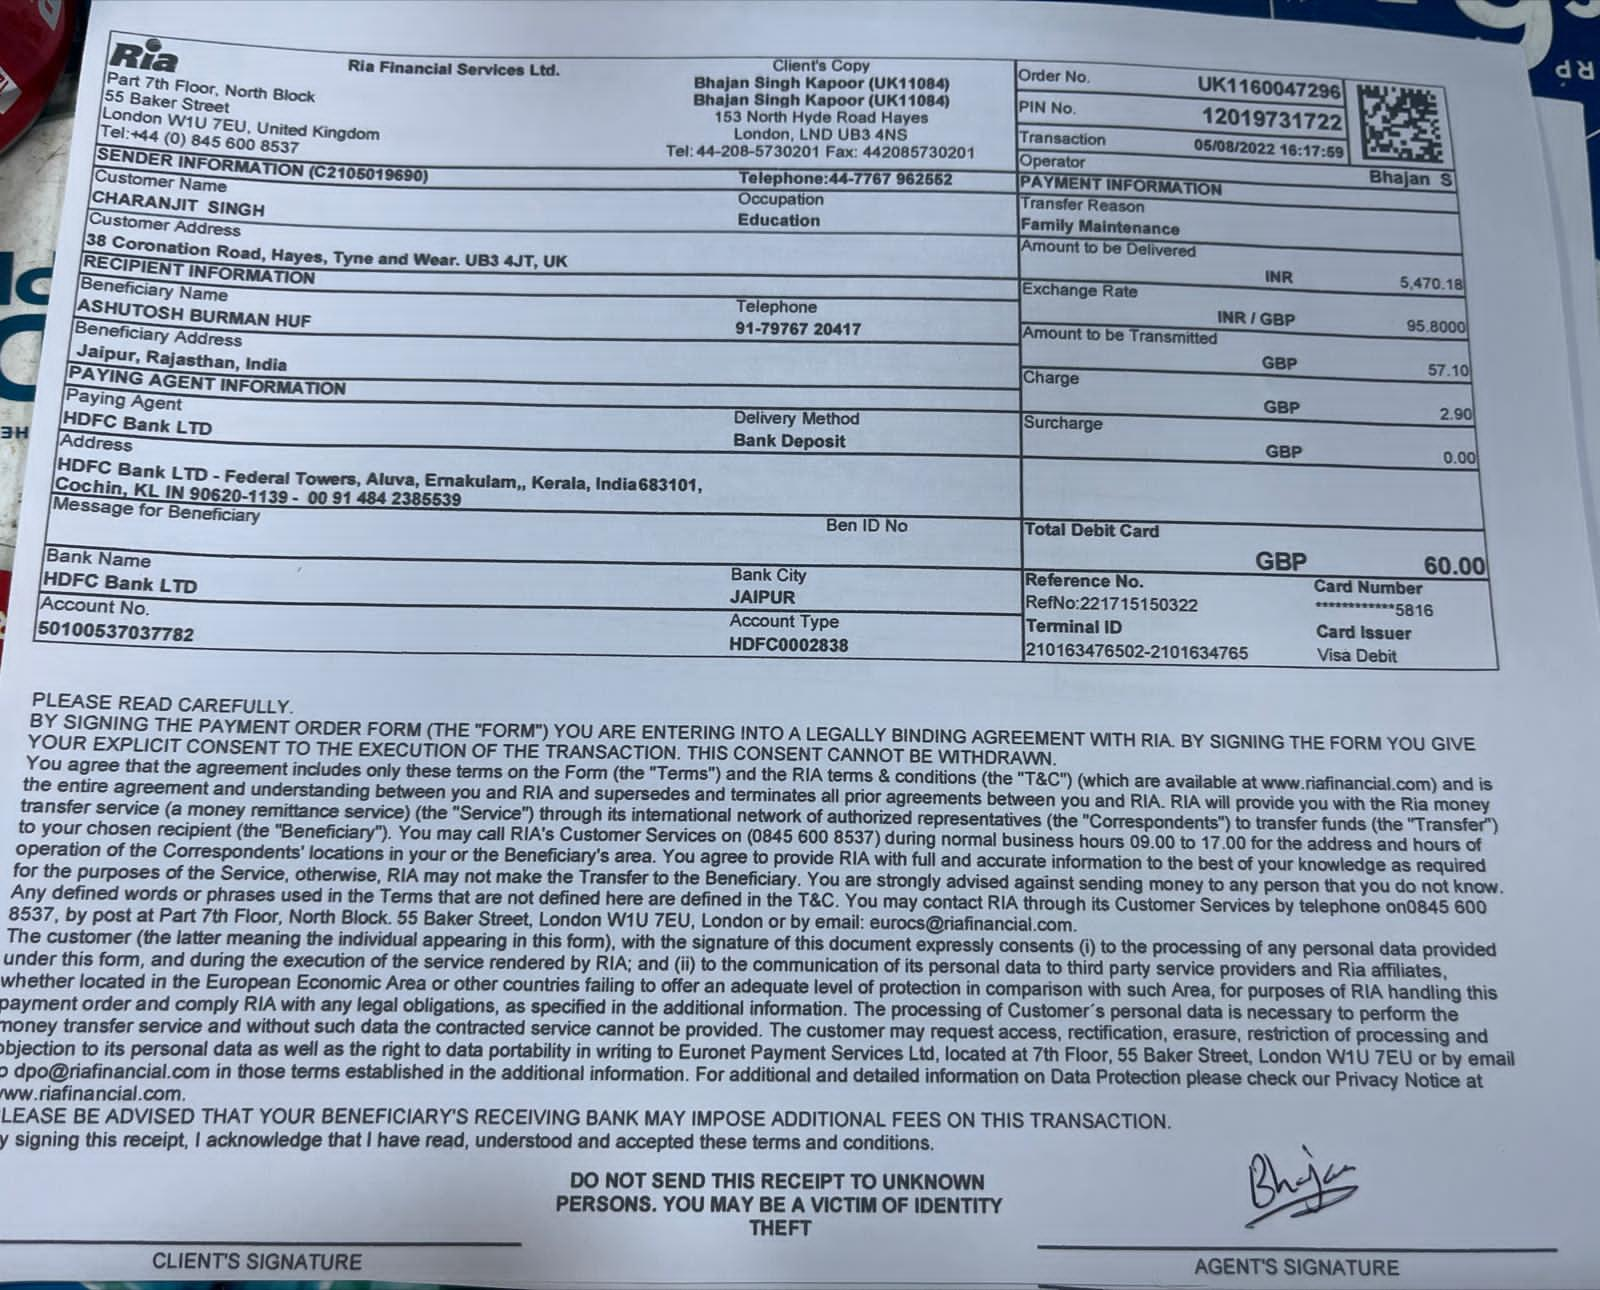 Ria
Ria Financial Services Ltd.
Part 7th Floor, North Block
55 Baker Street
London W1U 7EU, United Kingdom
Tel:+44 (0) 845 600 8537
Client's Copy
Bhajan Singh Kapoor (UK11084)
Bhajan Singh Kapoor (UK11084)
153 North Hyde Road Hayes
London, LND UB3 4NS
Tel: 44-208-5730201 Fax: 442085730201
Order No. UK1160047296
PIN No. 12019731722
Transaction 05/08/2022 16:17:59
Operator Bhajan S
SENDER INFORMATION (C2105019690)
Customer Name
CHARANJIT SINGH
Telephone:44-7767 962552
Occupation
Education
Customer Address
38 Coronation Road, Hayes, Tyne and Wear. UB3 4JT, UK
RECIPIENT INFORMATION
Beneficiary Name
ASHUTOSH BURMAN HUF
Telephone
91-79767 20417
Beneficiary Address
Jaipur, Rajasthan, India
PAYING AGENT INFORMATION
Paying Agent
HDFC Bank LTD
Delivery Method
Bank Deposit
Address
HDFC Bank LTD - Federal Towers, Aluva, Ernakulam,, Kerala, India683101,
Cochin, KL IN 90620-1139 - 00 91 484 2385539
Message for Beneficiary
Ben ID No
Bank Name
HDFC Bank LTD
Bank City
JAIPUR
Account No.
50100537037782
Account Type
HDFC0002838
PAYMENT INFORMATION
Transfer Reason
Family Maintenance
Amount to be Delivered
INR 5,470.18
Exchange Rate
INR / GBP 95.8000
Amount to be Transmitted
GBP 57.10
Charge
GBP 2.90
Surcharge
GBP 0.00
Total Debit Card
GBP 60.00
Reference No.
RefNo:221715150322
Card Number
************5816
Terminal ID
210163476502-2101634765
Card Issuer
Visa Debit
PLEASE READ CAREFULLY.
BY SIGNING THE PAYMENT ORDER FORM (THE "FORM") YOU ARE ENTERING INTO A LEGALLY BINDING AGREEMENT WITH RIA. BY SIGNING THE FORM YOU GIVE
YOUR EXPLICIT CONSENT TO THE EXECUTION OF THE TRANSACTION. THIS CONSENT CANNOT BE WITHDRAWN.
You agree that the agreement includes only these terms on the Form (the "Terms") and the RIA terms & conditions (the "T&C") (which are available at www.riafinancial.com) and is
the entire agreement and understanding between you and RIA and supersedes and terminates all prior agreements between you and RIA. RIA will provide you with the Ria money
transfer service (a money remittance service) (the "Service") through its international network of authorized representatives (the "Correspondents") to transfer funds (the "Transfer")
to your chosen recipient (the "Beneficiary"). You may call RIA's Customer Services on (0845 600 8537) during normal business hours 09.00 to 17.00 for the address and hours of
operation of the Correspondents' locations in your or the Beneficiary's area. You agree to provide RIA with full and accurate information to the best of your knowledge as required
for the purposes of the Service, otherwise, RIA may not make the Transfer to the Beneficiary. You are strongly advised against sending money to any person that you do not know.
Any defined words or phrases used in the Terms that are not defined here are defined in the T&C. You may contact RIA through its Customer Services by telephone on0845 600
8537, by post at Part 7th Floor, North Block. 55 Baker Street, London W1U 7EU, London or by email: eurocs@riafinancial.com.
The customer (the latter meaning the individual appearing in this form), with the signature of this document expressly consents (i) to the processing of any personal data provided
under this form, and during the execution of the service rendered by RIA; and (ii) to the communication of its personal data to third party service providers and Ria affiliates,
whether located in the European Economic Area or other countries failing to offer an adequate level of protection in comparison with such Area, for purposes of RIA handling this
payment order and comply RIA with any legal obligations, as specified in the additional information. The processing of Customer´s personal data is necessary to perform the
money transfer service and without such data the contracted service cannot be provided. The customer may request access, rectification, erasure, restriction of processing and
objection to its personal data as well as the right to data portability in writing to Euronet Payment Services Ltd, located at 7th Floor, 55 Baker Street, London W1U 7EU or by email
o dpo@riafinancial.com in those terms established in the additional information. For additional and detailed information on Data Protection please check our Privacy Notice at
www.riafinancial.com.
LEASE BE ADVISED THAT YOUR BENEFICIARY'S RECEIVING BANK MAY IMPOSE ADDITIONAL FEES ON THIS TRANSACTION.
y signing this receipt, I acknowledge that I have read, understood and accepted these terms and conditions.
DO NOT SEND THIS RECEIPT TO UNKNOWN
PERSONS. YOU MAY BE A VICTIM OF IDENTITY
THEFT
Bhajan
CLIENT'S SIGNATURE
AGENT'S SIGNATURE